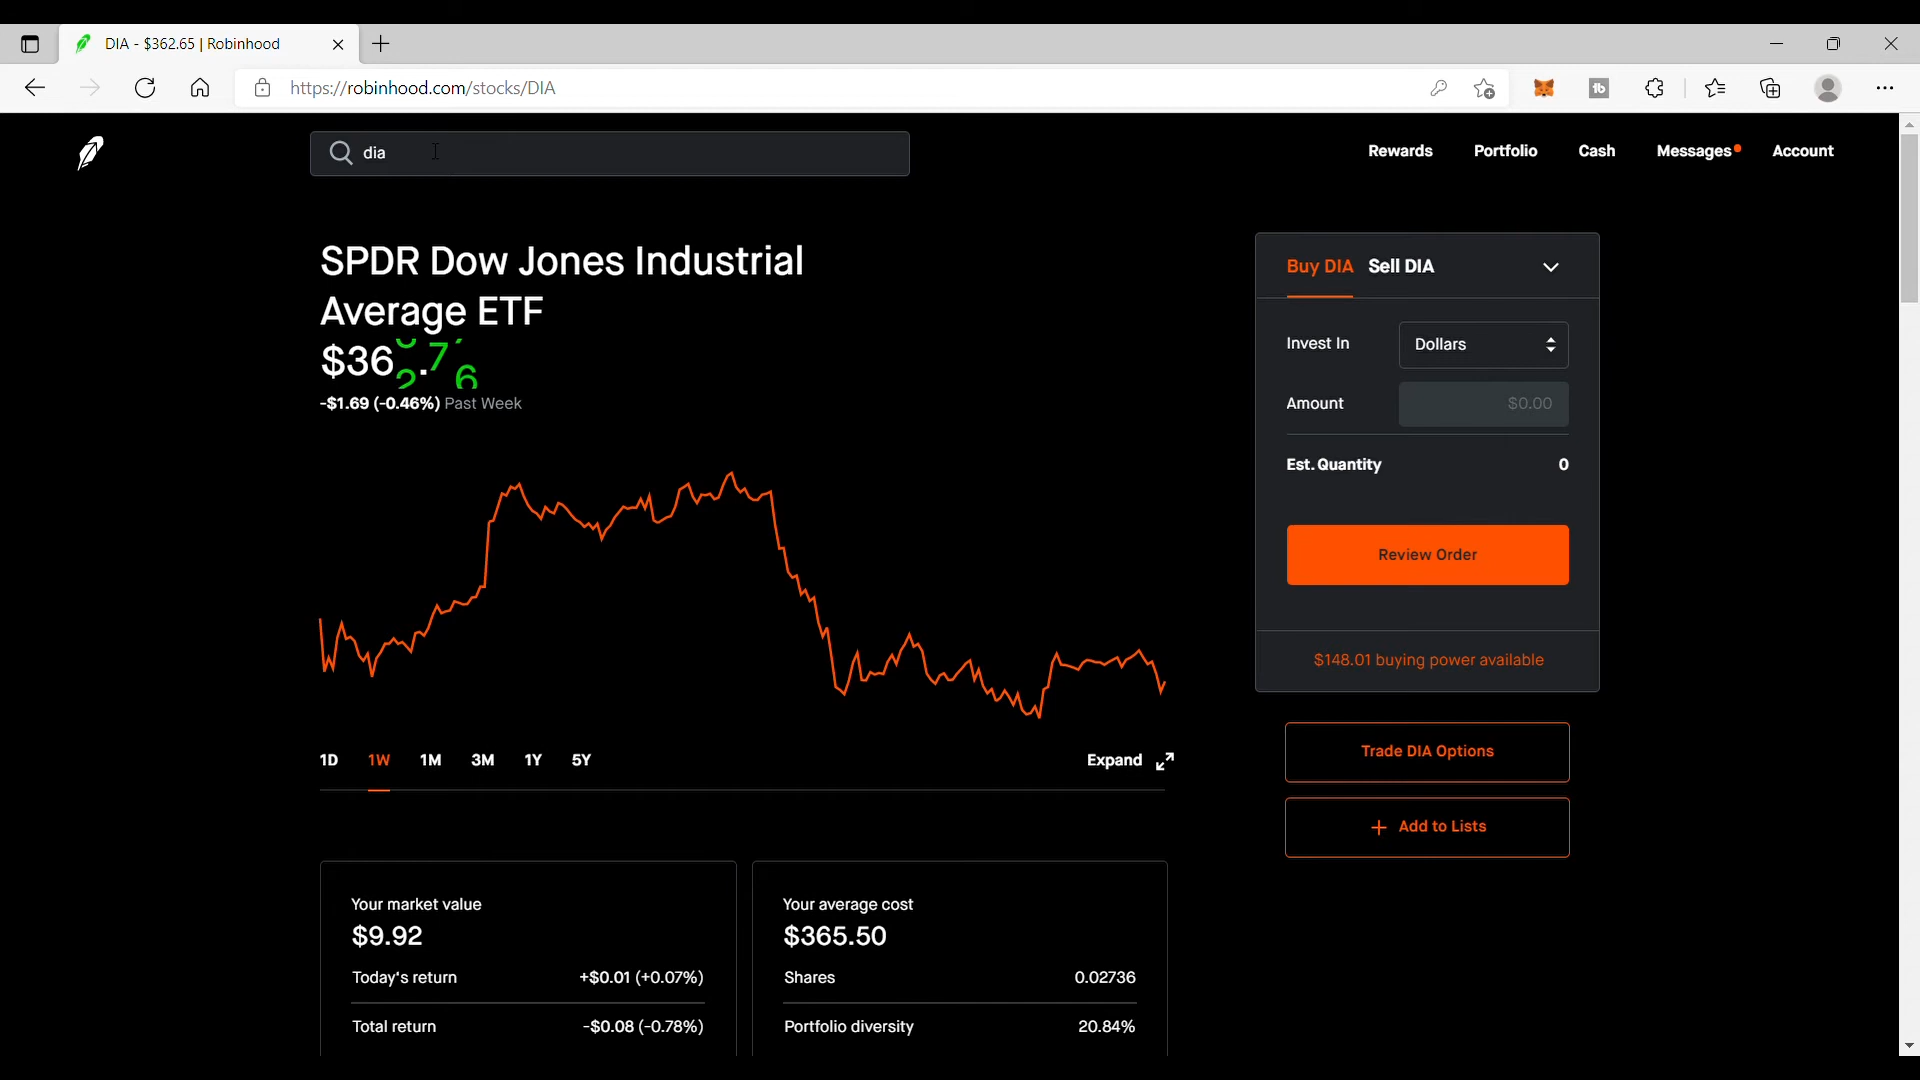 DIA - $362.65 | Robinhood
https://robinhood.com/stocks/DIA
dia
Rewards
Portfolio
Cash
Messages
Account
SPDR Dow Jones Industrial
Average ETF
-$1.69 (-0.46%) Past Week
1D
1W
1M
3M
1Y
5Y
Expand
Buy DIA
Sell DIA
Invest In
Dollars
Amount
$0.00
Est. Quantity
0
Review Order
$148.01 buying power available
Trade DIA Options
+ Add to Lists
Your market value
$9.92
Today's return
+$0.01 (+0.07%)
Total return
-$0.08 (-0.78%)
Your average cost
$365.50
Shares
0.02736
Portfolio diversity
20.84%